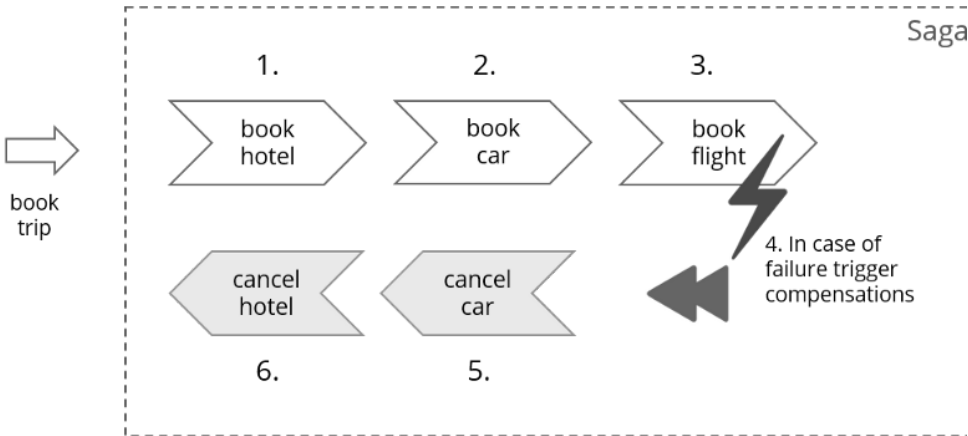 Saga
1.
2.
3.
book
hotel
book
car
book
flight
book
trip
4. In case of
failure trigger
compensations
cancel
hotel
cancel
car
6.
5.